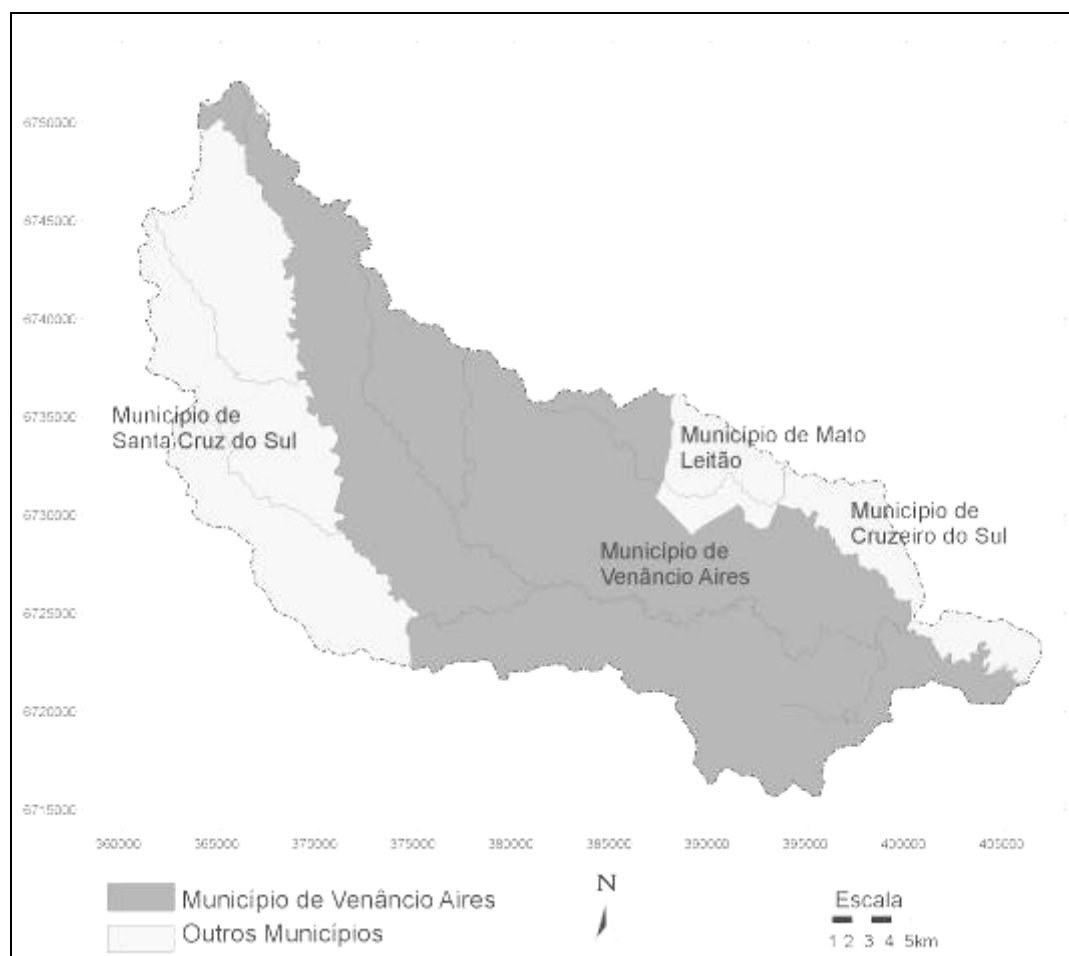 6750000
6745000
6740000
6735000
Município de
Santa Cruz do Sul
Município de Mato
Leitão
6730000
Município de
Cruzeiro do Sul
Município de
Venâncio Aires
6725000
6720000
6715000
360000 365000 370000 375000 380000 385000 390000 395000 400000 405000
Município de Venâncio Aires
Outros Municípios
N
Escala
1 2 3 4 5km